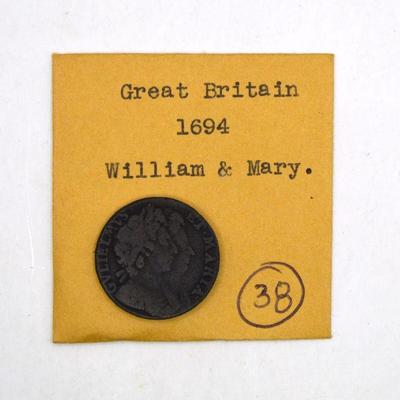 Great Britain
1694
William & Mary.
GVLIELMVS ET MARIA
38